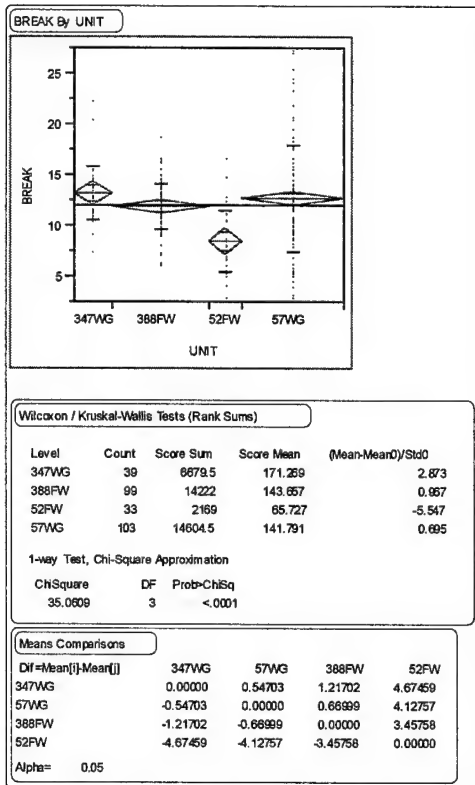 BREAK By UNIT
25
20
15
10
5
BREAK
347WG 388FW 52FW 57WG
UNIT
Wilcoxon / Kruskal-Wallis Tests (Rank Sums)
Level Count Score Sum Score Mean (Mean-Mean0)/Std0
347WG 39 6679.5 171.269 2.873
388FW 99 14222 143.657 0.967
52FW 33 2169 65.727 -5.547
57WG 103 14604.5 141.791 0.695
1-way Test, Chi-Square Approximation
ChiSquare DF Prob>ChiSq
35.0609 3 <.0001
Means Comparisons
Dif=Mean[i]-Mean[j] 347WG 57WG 388FW 52FW
347WG 0.00000 0.54703 1.21702 4.67459
57WG -0.54703 0.00000 0.66999 4.12757
388FW -1.21702 -0.66999 0.00000 3.45758
52FW -4.67459 -4.12757 -3.45758 0.00000
Alpha= 0.05